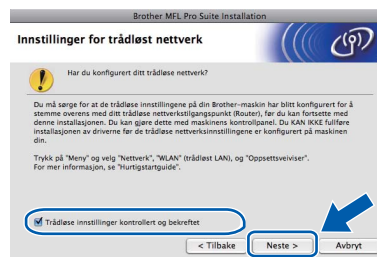 Brother MFL Pro Suite Installation
Innstillinger for trådløst nettverk
Har du konfigurert ditt trådløse nettverk?
Du må sørge for at de trådløse innstillingene på din Brother-maskin har blitt konfigurert for å
stemme overens med ditt trådløse nettverkstilgangspunkt (Router), før du kan fortsette med
denne installasjonen. Du kan gjøre dette med maskinens kontrollpanel. Du KAN IKKE fullføre
installasjonen av driverne før de trådløse nettverksinnstillingene er konfigurert på maskinen
din.
Trykk på "Meny" og velg "Nettverk", "WLAN" (trådløst LAN), og "Oppsettsveiviser".
For mer informasjon, se "Hurtigstartguide".
Trådløse innstillinger kontrollert og bekreftet
< Tilbake
Neste >
Avbryt